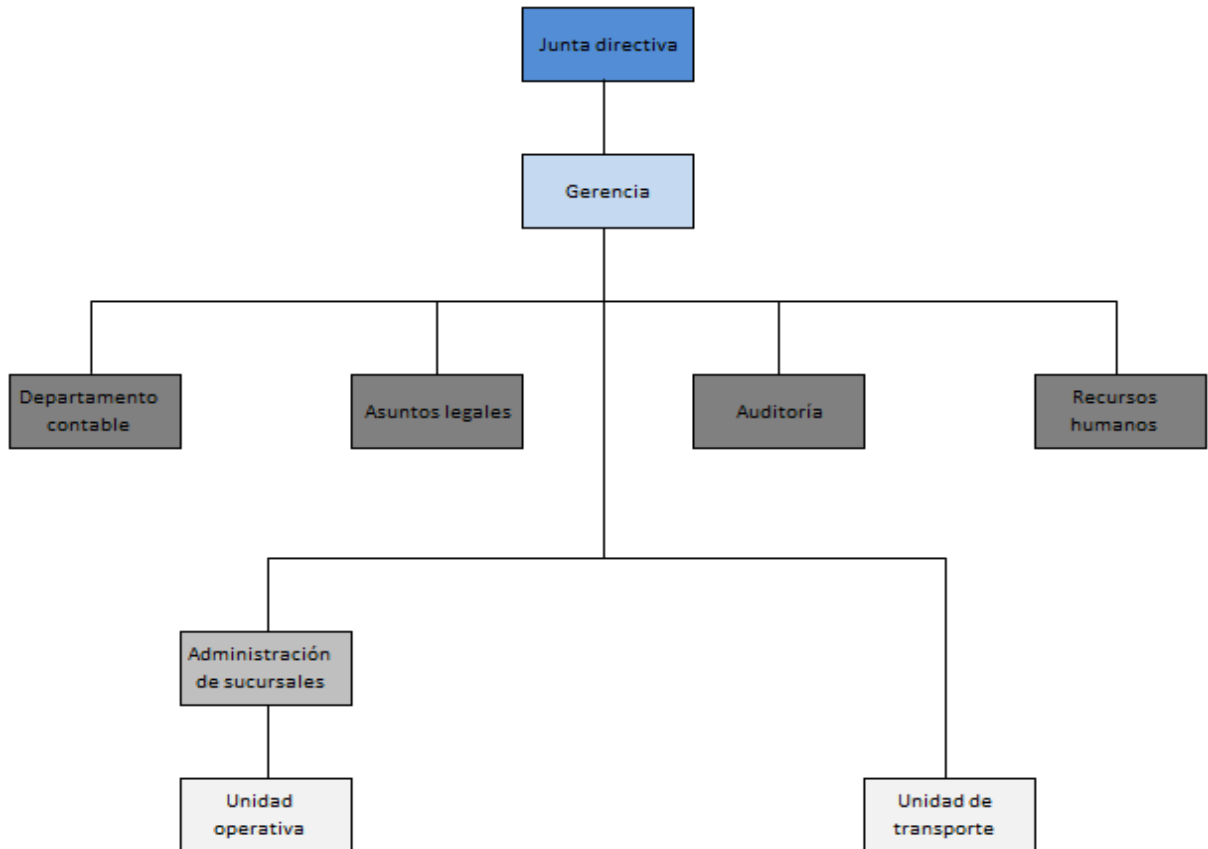 Junta directiva
Gerencia
Departamento
contable
Asuntos legales
Auditoría
Recursos
humanos
Administración
de sucursales
Unidad
operativa
Unidad de
transporte